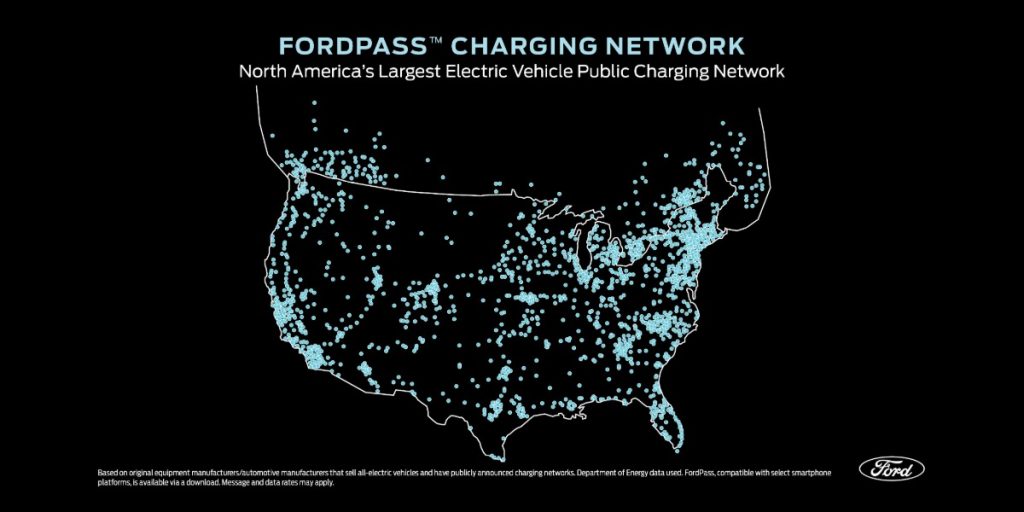 FORDPASS™ CHARGING NETWORK
North America's Largest Electric Vehicle Public Charging Network
Based on original equipment manufacturers/automotive manufacturers that sell all-electric vehicles and have publicly announced charging networks. Department of Energy data used. FordPass, compatible with select smartphone
platforms, is available via a download. Message and data rates may apply.
Ford